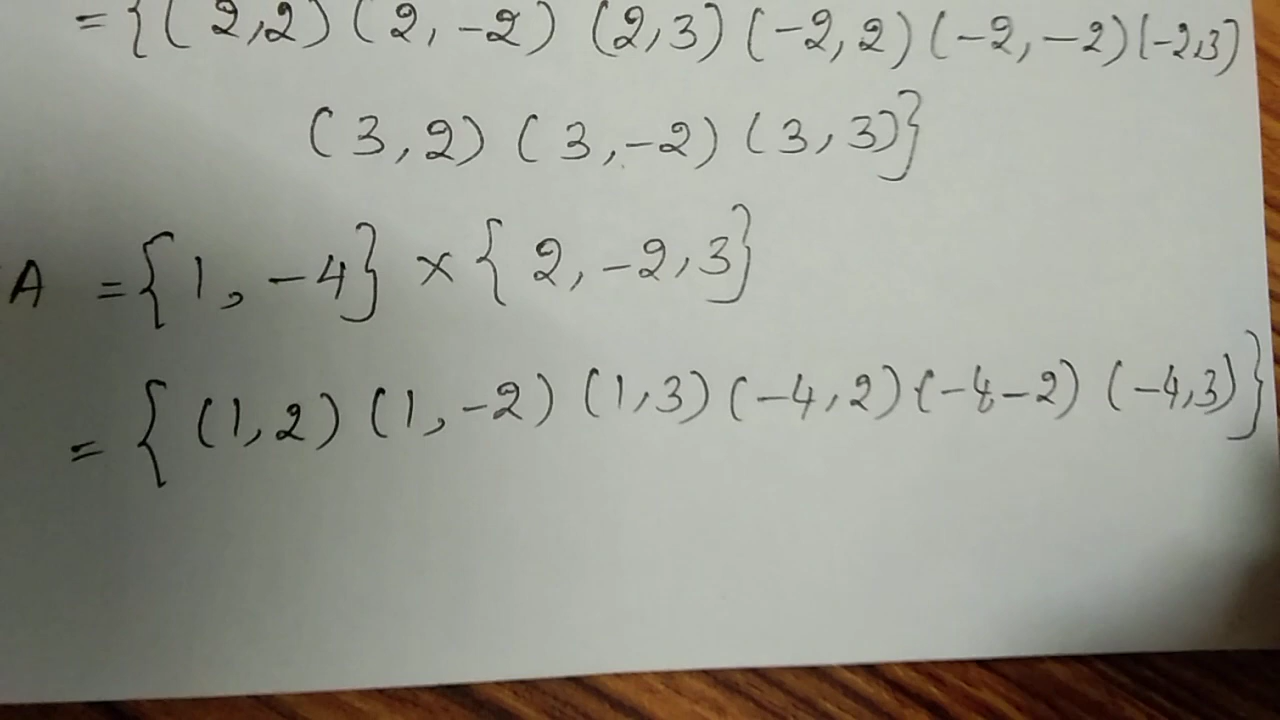 = {(2,2) (2,-2) (2,3) (-2,2) (-2,-2) (-2,3)
(3,2) (3,-2) (3,3)}
A = {1, -4} × {2, -2, 3}
= {(1,2) (1,-2) (1,3) (-4,2) (-4-2) (-4,3)}